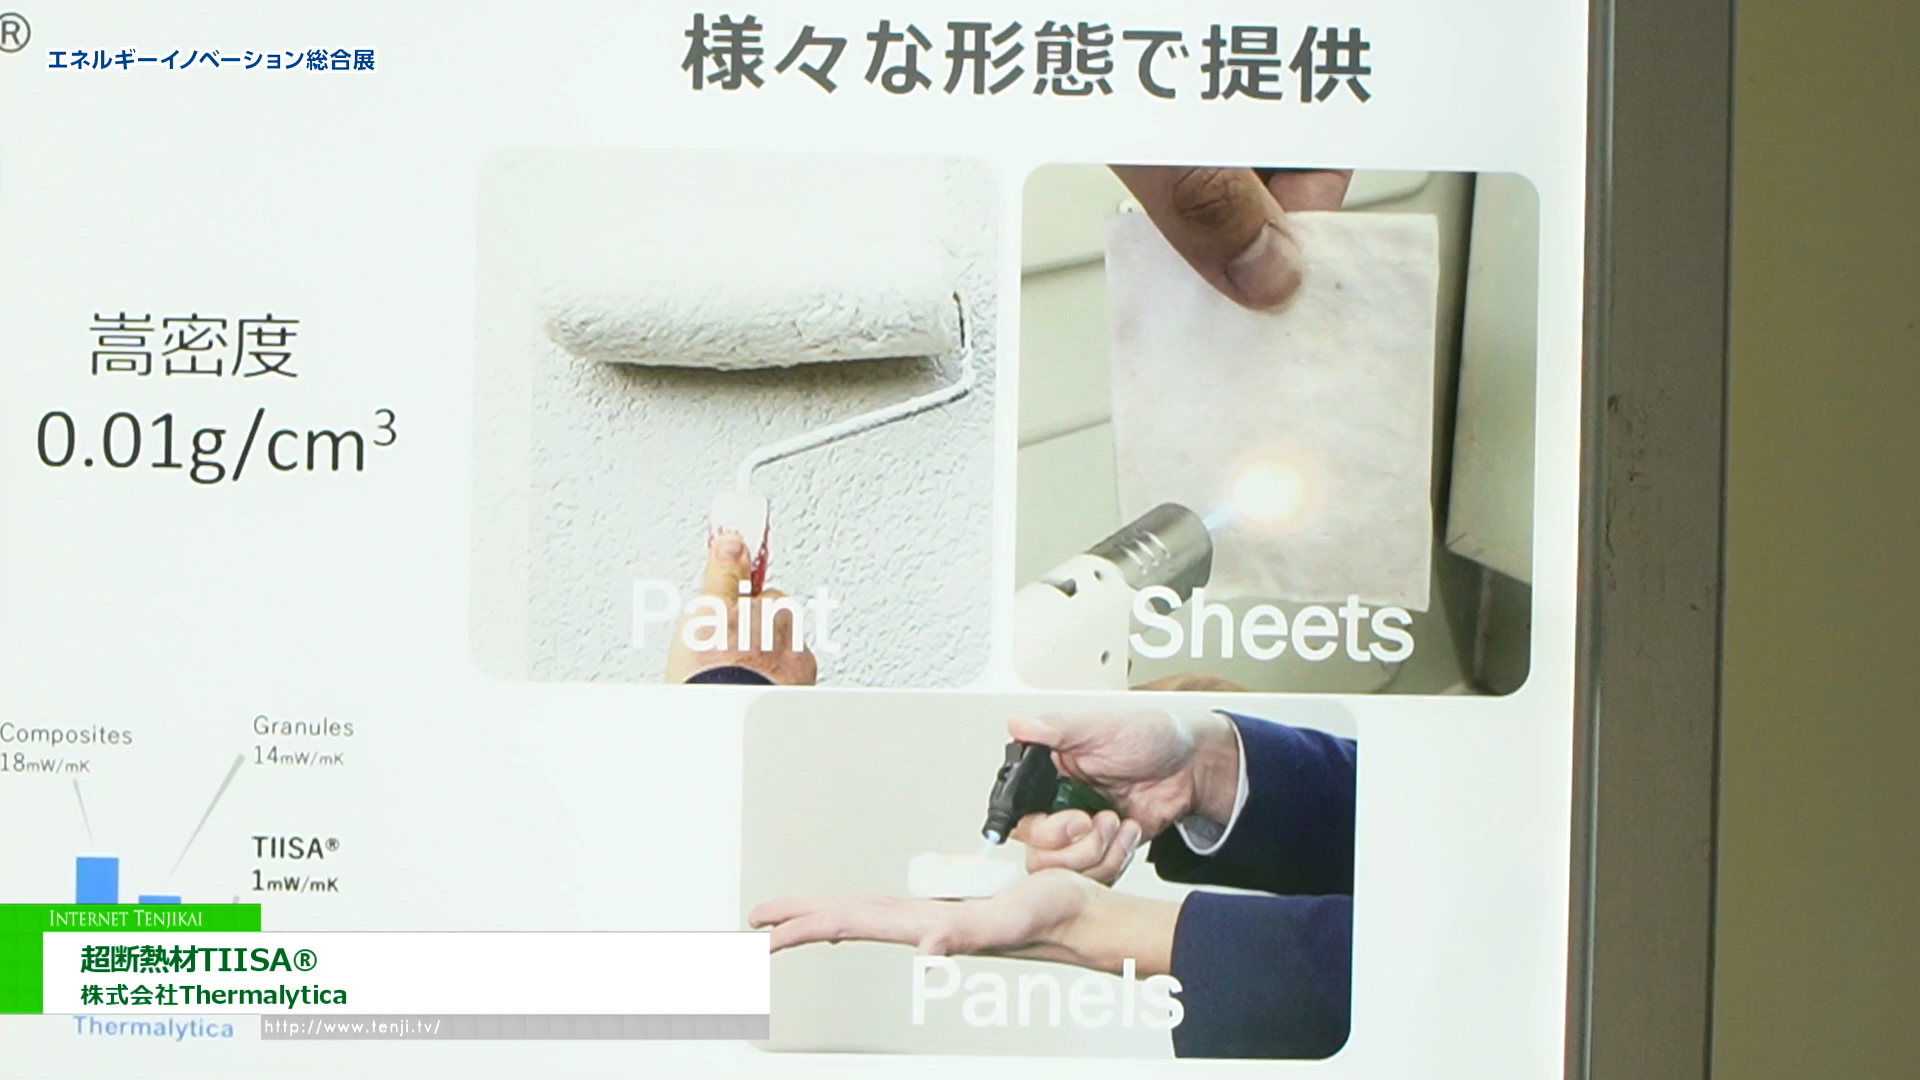 ®
エネルギーイノベーション総合展
様々な形態で提供
嵩密度
0.01g/cm³
Paint
Sheets
Composites
18mW/mK
Granules
14mW/mK
TIISA®
1mW/mK
Panels
INTERNET TENJIKAI
超断熱材TIISA®
株式会社Thermalytica
Thermalytica
http://www.tenji.tv/